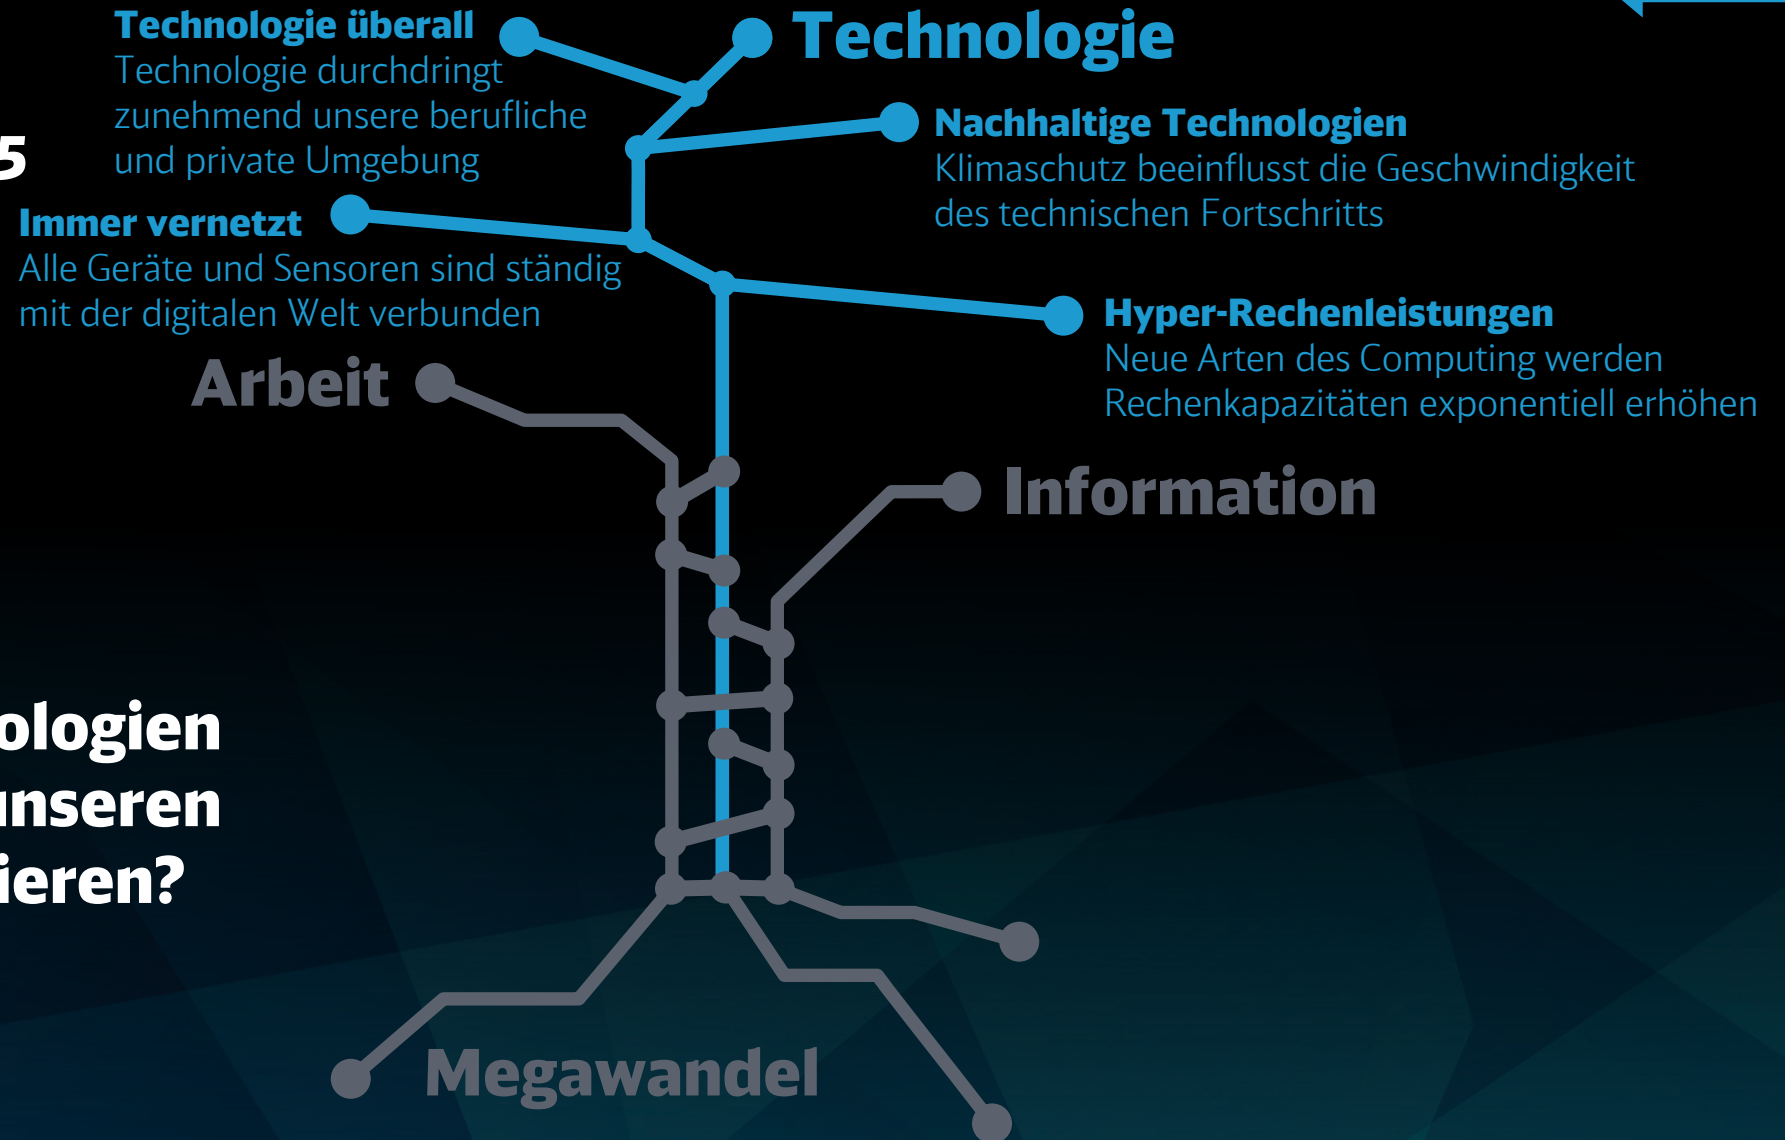 Technologie überall
Technologie durchdringt
zunehmend unsere berufliche
und private Umgebung
Technologie
Nachhaltige Technologien
Klimaschutz beeinflusst die Geschwindigkeit
des technischen Fortschritts
5
Immer vernetzt
Alle Geräte und Sensoren sind ständig
mit der digitalen Welt verbunden
Hyper-Rechenleistungen
Neue Arten des Computing werden
Rechenkapazitäten exponentiell erhöhen
Arbeit
Information
ologien
unseren
ieren?
Megawandel